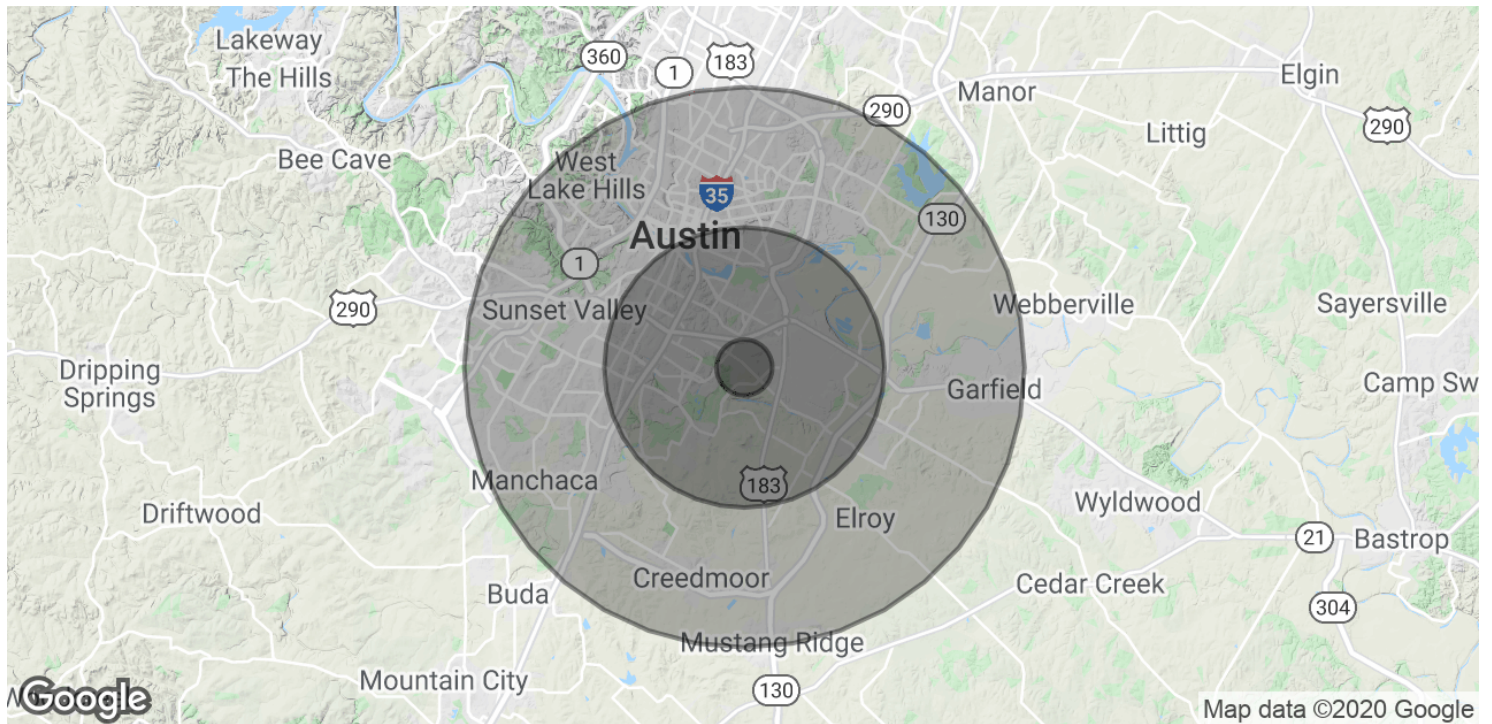 Lakeway
The Hills
360
1
183
Elgin
Manor
290
290
Littig
Bee Cave
West
Lake Hills
35
130
Austin
1
Sunset Valley
290
Webberville
Sayersville
Dripping
Springs
Garfield
Camp Sw
Manchaca
183
Driftwood
Elroy
Wyldwood
21
Bastrop
Creedmoor
Buda
Cedar Creek
304
Mustang Ridge
Mountain City
130
Google
Map data ©2020 Google